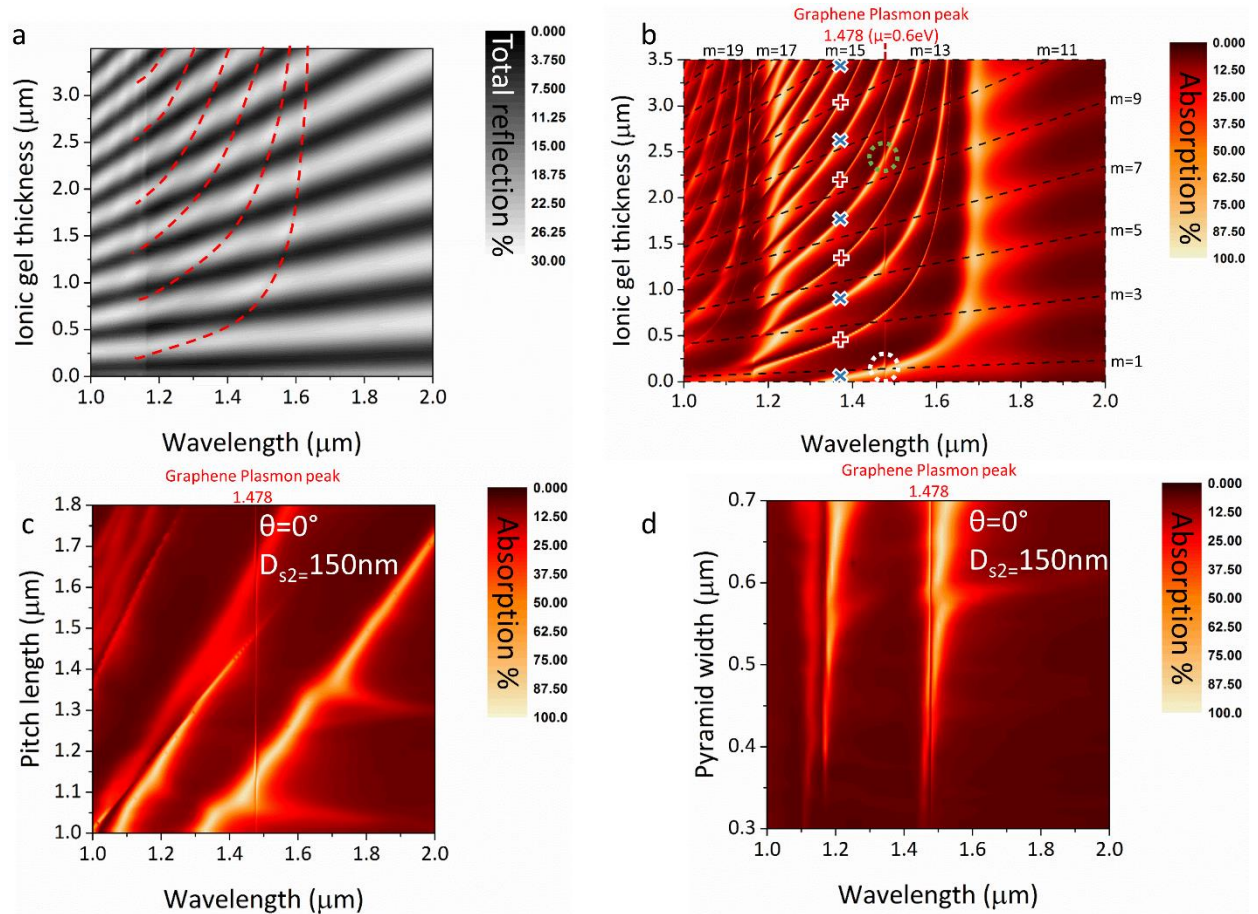 a
Total reflection %
0.000
3.750
7.500
11.25
15.00
18.75
22.50
26.25
30.00
Ionic gel thickness (μm)
3.0
2.5
2.0
1.5
1.0
0.5
0.0
1.0 1.2 1.4 1.6 1.8 2.0
Wavelength (μm)
b
Graphene Plasmon peak
1.478 (μ=0.6eV)
m=19 m=17 m=15 m=13 m=11
m=9
m=7
m=5
m=3
m=1
Absorption %
0.000
12.50
25.00
37.50
50.00
62.50
75.00
87.50
100.0
Ionic gel thickness (μm)
3.5
3.0
2.5
2.0
1.5
1.0
0.5
0.0
1.0 1.2 1.4 1.6 1.8 2.0
Wavelength (μm)
c
Graphene Plasmon peak
1.478
θ=0°
Ds2=150nm
Absorption %
0.000
12.50
25.00
37.50
50.00
62.50
75.00
87.50
100.0
Pitch length (μm)
1.8
1.7
1.6
1.5
1.4
1.3
1.2
1.1
1.0
1.0 1.2 1.4 1.6 1.8 2.0
Wavelength (μm)
d
Graphene Plasmon peak
1.478
θ=0°
Ds2=150nm
Absorption %
0.000
12.50
25.00
37.50
50.00
62.50
75.00
87.50
100.0
Pyramid width (μm)
0.7
0.6
0.5
0.4
0.3
1.0 1.2 1.4 1.6 1.8 2.0
Wavelength (μm)